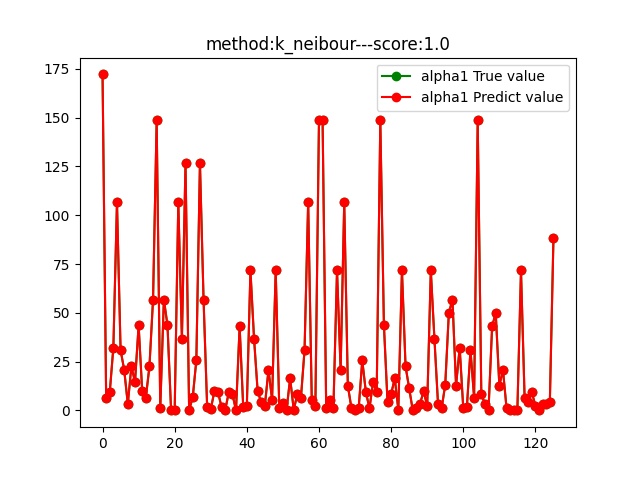 method:k_neibour---score:1.0
alpha1 True value
alpha1 Predict value
175
150
125
100
75
50
25
0
0 20 40 60 80 100 120